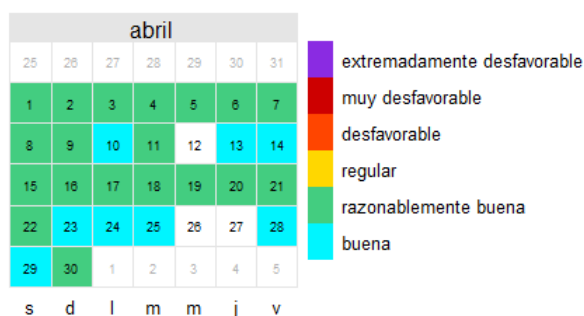 abril
25 26 27 28 29 30 31
1 2 3 4 5 6 7
8 9 10 11 12 13 14
15 16 17 18 19 20 21
22 23 24 25 26 27 28
29 30 1 2 3 4 5
s d l m m j v
extremadamente desfavorable
muy desfavorable
desfavorable
regular
razonablemente buena
buena